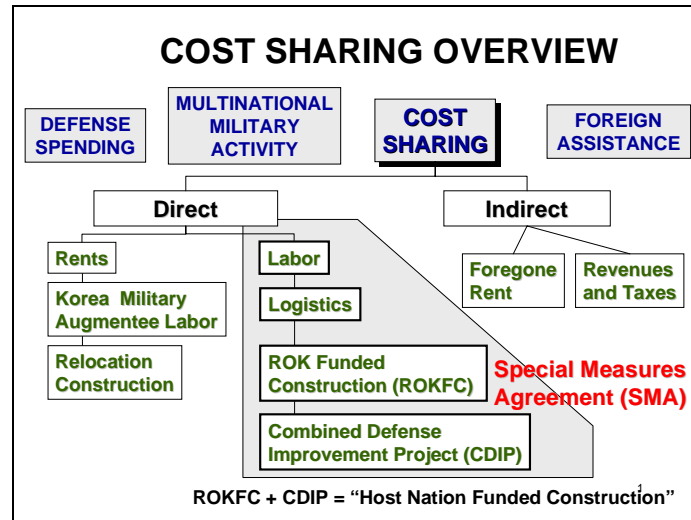 COST SHARING OVERVIEW
DEFENSE
SPENDING
MULTINATIONAL
MILITARY
ACTIVITY
COST
SHARING
FOREIGN
ASSISTANCE
Direct
Indirect
Rents
Korea Military
Augmentee Labor
Relocation
Construction
Labor
Logistics
ROK Funded
Construction (ROKFC)
Combined Defense
Improvement Project (CDIP)
Foregone
Rent
Revenues
and Taxes
Special Measures
Agreement (SMA)
ROKFC + CDIP = “Host Nation Funded Construction”
1